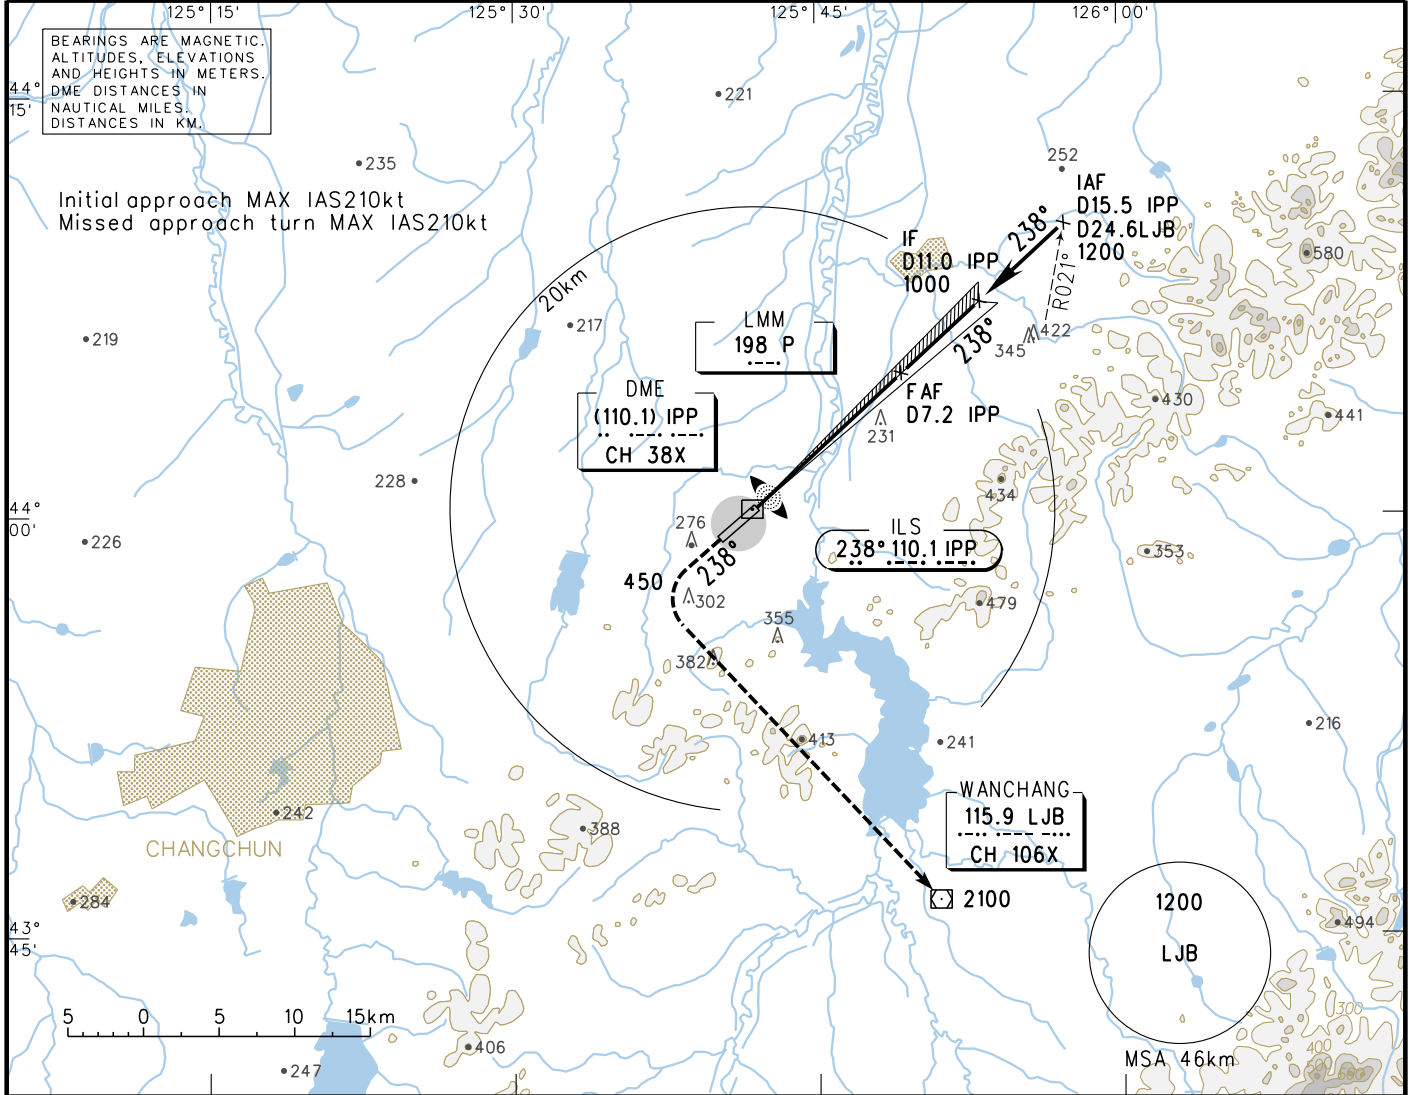 125°15'
125°30'
125°45'
126°00'
BEARINGS ARE MAGNETIC.
ALTITUDES, ELEVATIONS
AND HEIGHTS IN METERS.
DME DISTANCES IN
NAUTICAL MILES.
DISTANCES IN KM.
44°
15'
221
235
252
Initial approach MAX IAS210kt
Missed approach turn MAX IAS210kt
IAF
D15.5 IPP
D24.6LJB
1200
238°
IF
D11.0 IPP
1000
580
R021°
20km
217
219
LMM
198 P
238°
345
422
DME
(110.1) IPP
CH 38X
FAF
D7.2 IPP
231
430
441
228
434
44°
00'
226
276
238°
ILS
238° 110.1 IPP
353
450
302
479
355
382
216
413
241
242
388
CHANGCHUN
WANCHANG
115.9 LJB
CH 106X
2100
284
1200
LJB
494
43°
45'
5 0 5 10 15km
300
406
400
500
600
MSA 46km
247